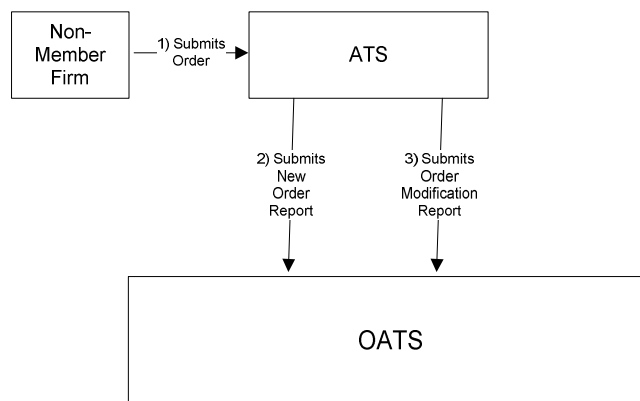 Non-
Member
Firm
1) Submits
Order
ATS
2) Submits
New
Order
Report
3) Submits
Order
Modification
Report
OATS